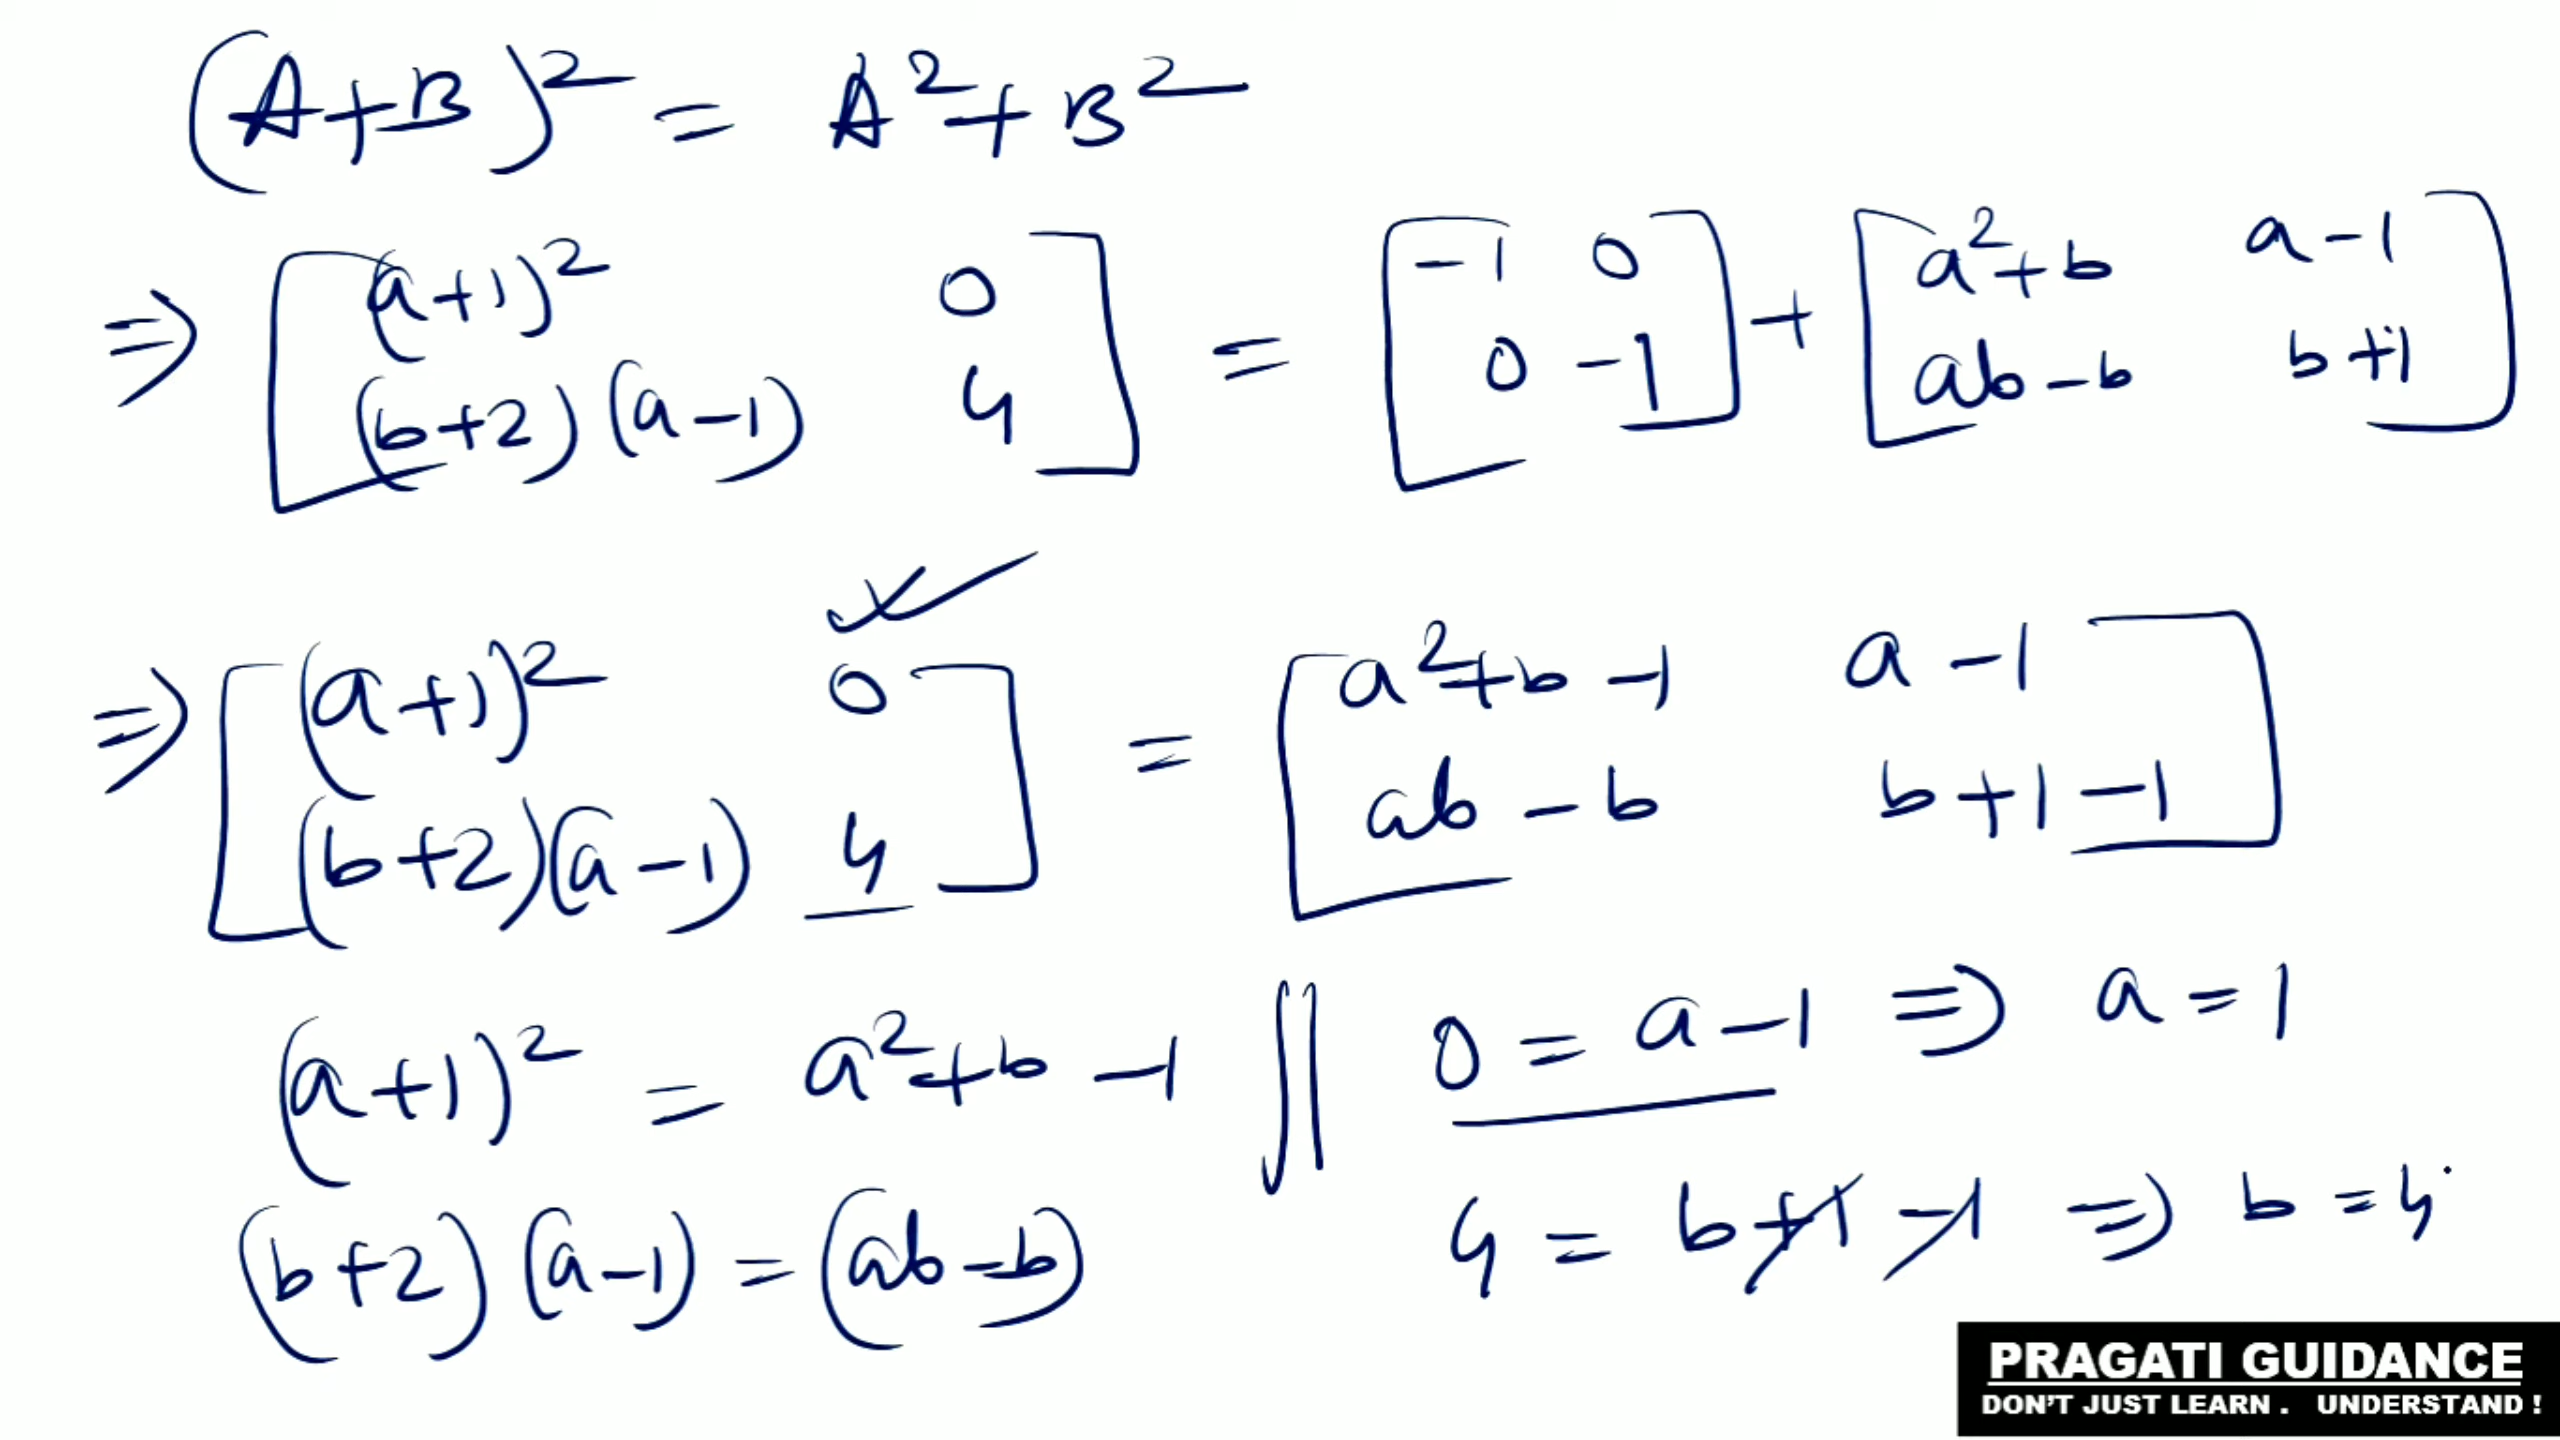 (A+B)² = A²+B²
⇒ [(a+1)² 0 = [-1 0 + [a²+b a-1
(b+2)(a-1) 4] 0 -1] ab-b b+1]
⇒ [(a+1)² 0 = [a²+b-1 a-1
(b+2)(a-1) 4] ab-b b+1-1]
(a+1)² = a²+b-1 || 0 = a-1 ⇒ a = 1
(b+2)(a-1) = (ab-b) 4 = b+1-1 ⇒ b = 4
PRAGATI GUIDANCE
DON'T JUST LEARN. UNDERSTAND!